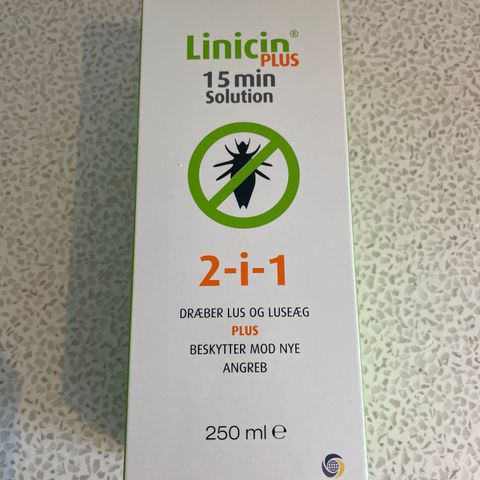 Linicin®
PLUS
15 min
Solution
2-i-1
DRÆBER LUS OG LUSEÆG
PLUS
BESKYTTER MOD NYE
ANGREB
250 ml ℮